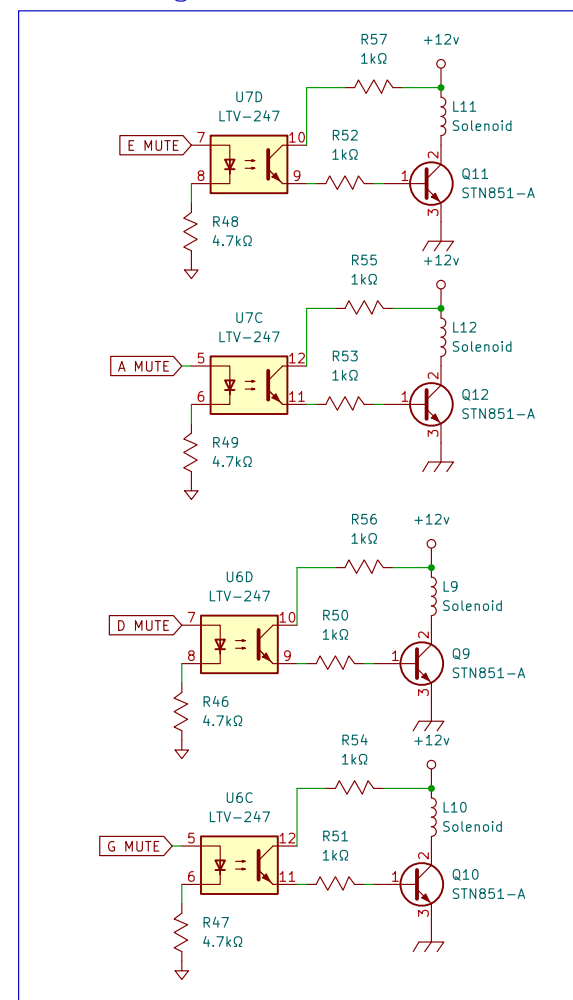 R57
1kΩ
+12v
U7D
LTV-247
L11
Solenoid
E MUTE
7
10
R52
1kΩ
2
8
9
1
Q11
STN851-A
3
R48
4.7kΩ
+12v
R55
1kΩ
U7C
LTV-247
L12
Solenoid
A MUTE
5
12
R53
1kΩ
2
6
11
1
Q12
STN851-A
3
R49
4.7kΩ
R56
1kΩ
+12v
U6D
LTV-247
L9
Solenoid
D MUTE
7
10
R50
1kΩ
2
8
9
1
Q9
STN851-A
3
R46
4.7kΩ
+12v
R54
1kΩ
U6C
LTV-247
L10
Solenoid
G MUTE
5
12
R51
1kΩ
2
6
11
1
Q10
STN851-A
3
R47
4.7kΩ